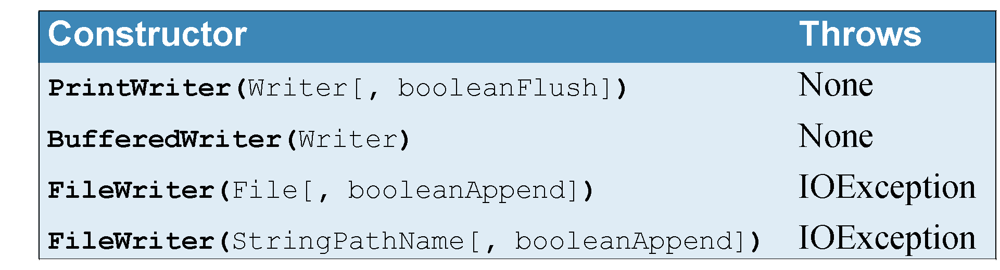 Constructor Throws
PrintWriter(Writer[, booleanFlush]) None
BufferedWriter(Writer) None
FileWriter(File[, booleanAppend]) IOException
FileWriter(StringPathName[, booleanAppend]) IOException